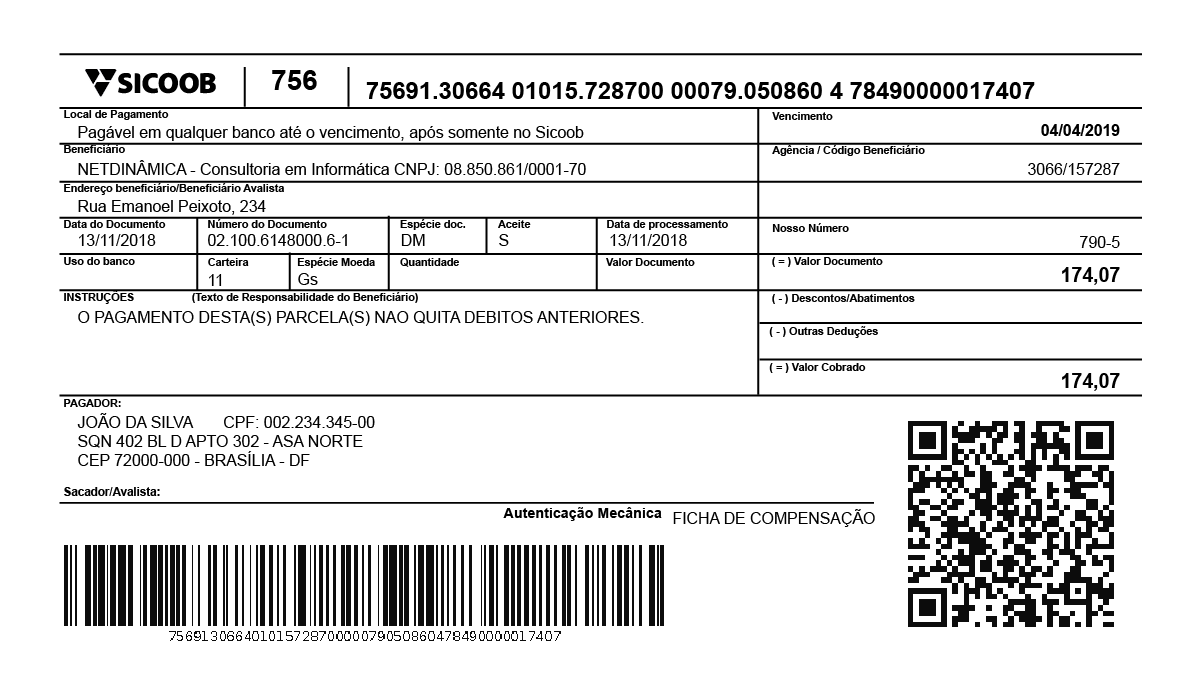 SICOOB 756 75691.30664 01015.728700 00079.050860 4 78490000017407
Local de Pagamento
Pagável em qualquer banco até o vencimento, após somente no Sicoob
Vencimento
04/04/2019
Beneficiário
NETDINÂMICA - Consultoria em Informática CNPJ: 08.850.861/0001-70
Agência / Código Beneficiário
3066/157287
Endereço beneficiário/Beneficiário Avalista
Rua Emanoel Peixoto, 234
Data do Documento
13/11/2018
Número do Documento
02.100.6148000.6-1
Espécie doc.
DM
Aceite
S
Data de processamento
13/11/2018
Nosso Número
790-5
Uso do banco
Carteira
11
Espécie Moeda
Gs
Quantidade
Valor Documento
( = ) Valor Documento
174,07
INSTRUÇÕES (Texto de Responsabilidade do Beneficiário)
O PAGAMENTO DESTA(S) PARCELA(S) NAO QUITA DEBITOS ANTERIORES.
( - ) Descontos/Abatimentos
( - ) Outras Deduções
( = ) Valor Cobrado
174,07
PAGADOR:
JOÃO DA SILVA CPF: 002.234.345-00
SQN 402 BL D APTO 302 - ASA NORTE
CEP 72000-000 - BRASÍLIA - DF
Sacador/Avalista:
Autenticação Mecânica FICHA DE COMPENSAÇÃO
75691306640101572870000079050860478490000017407